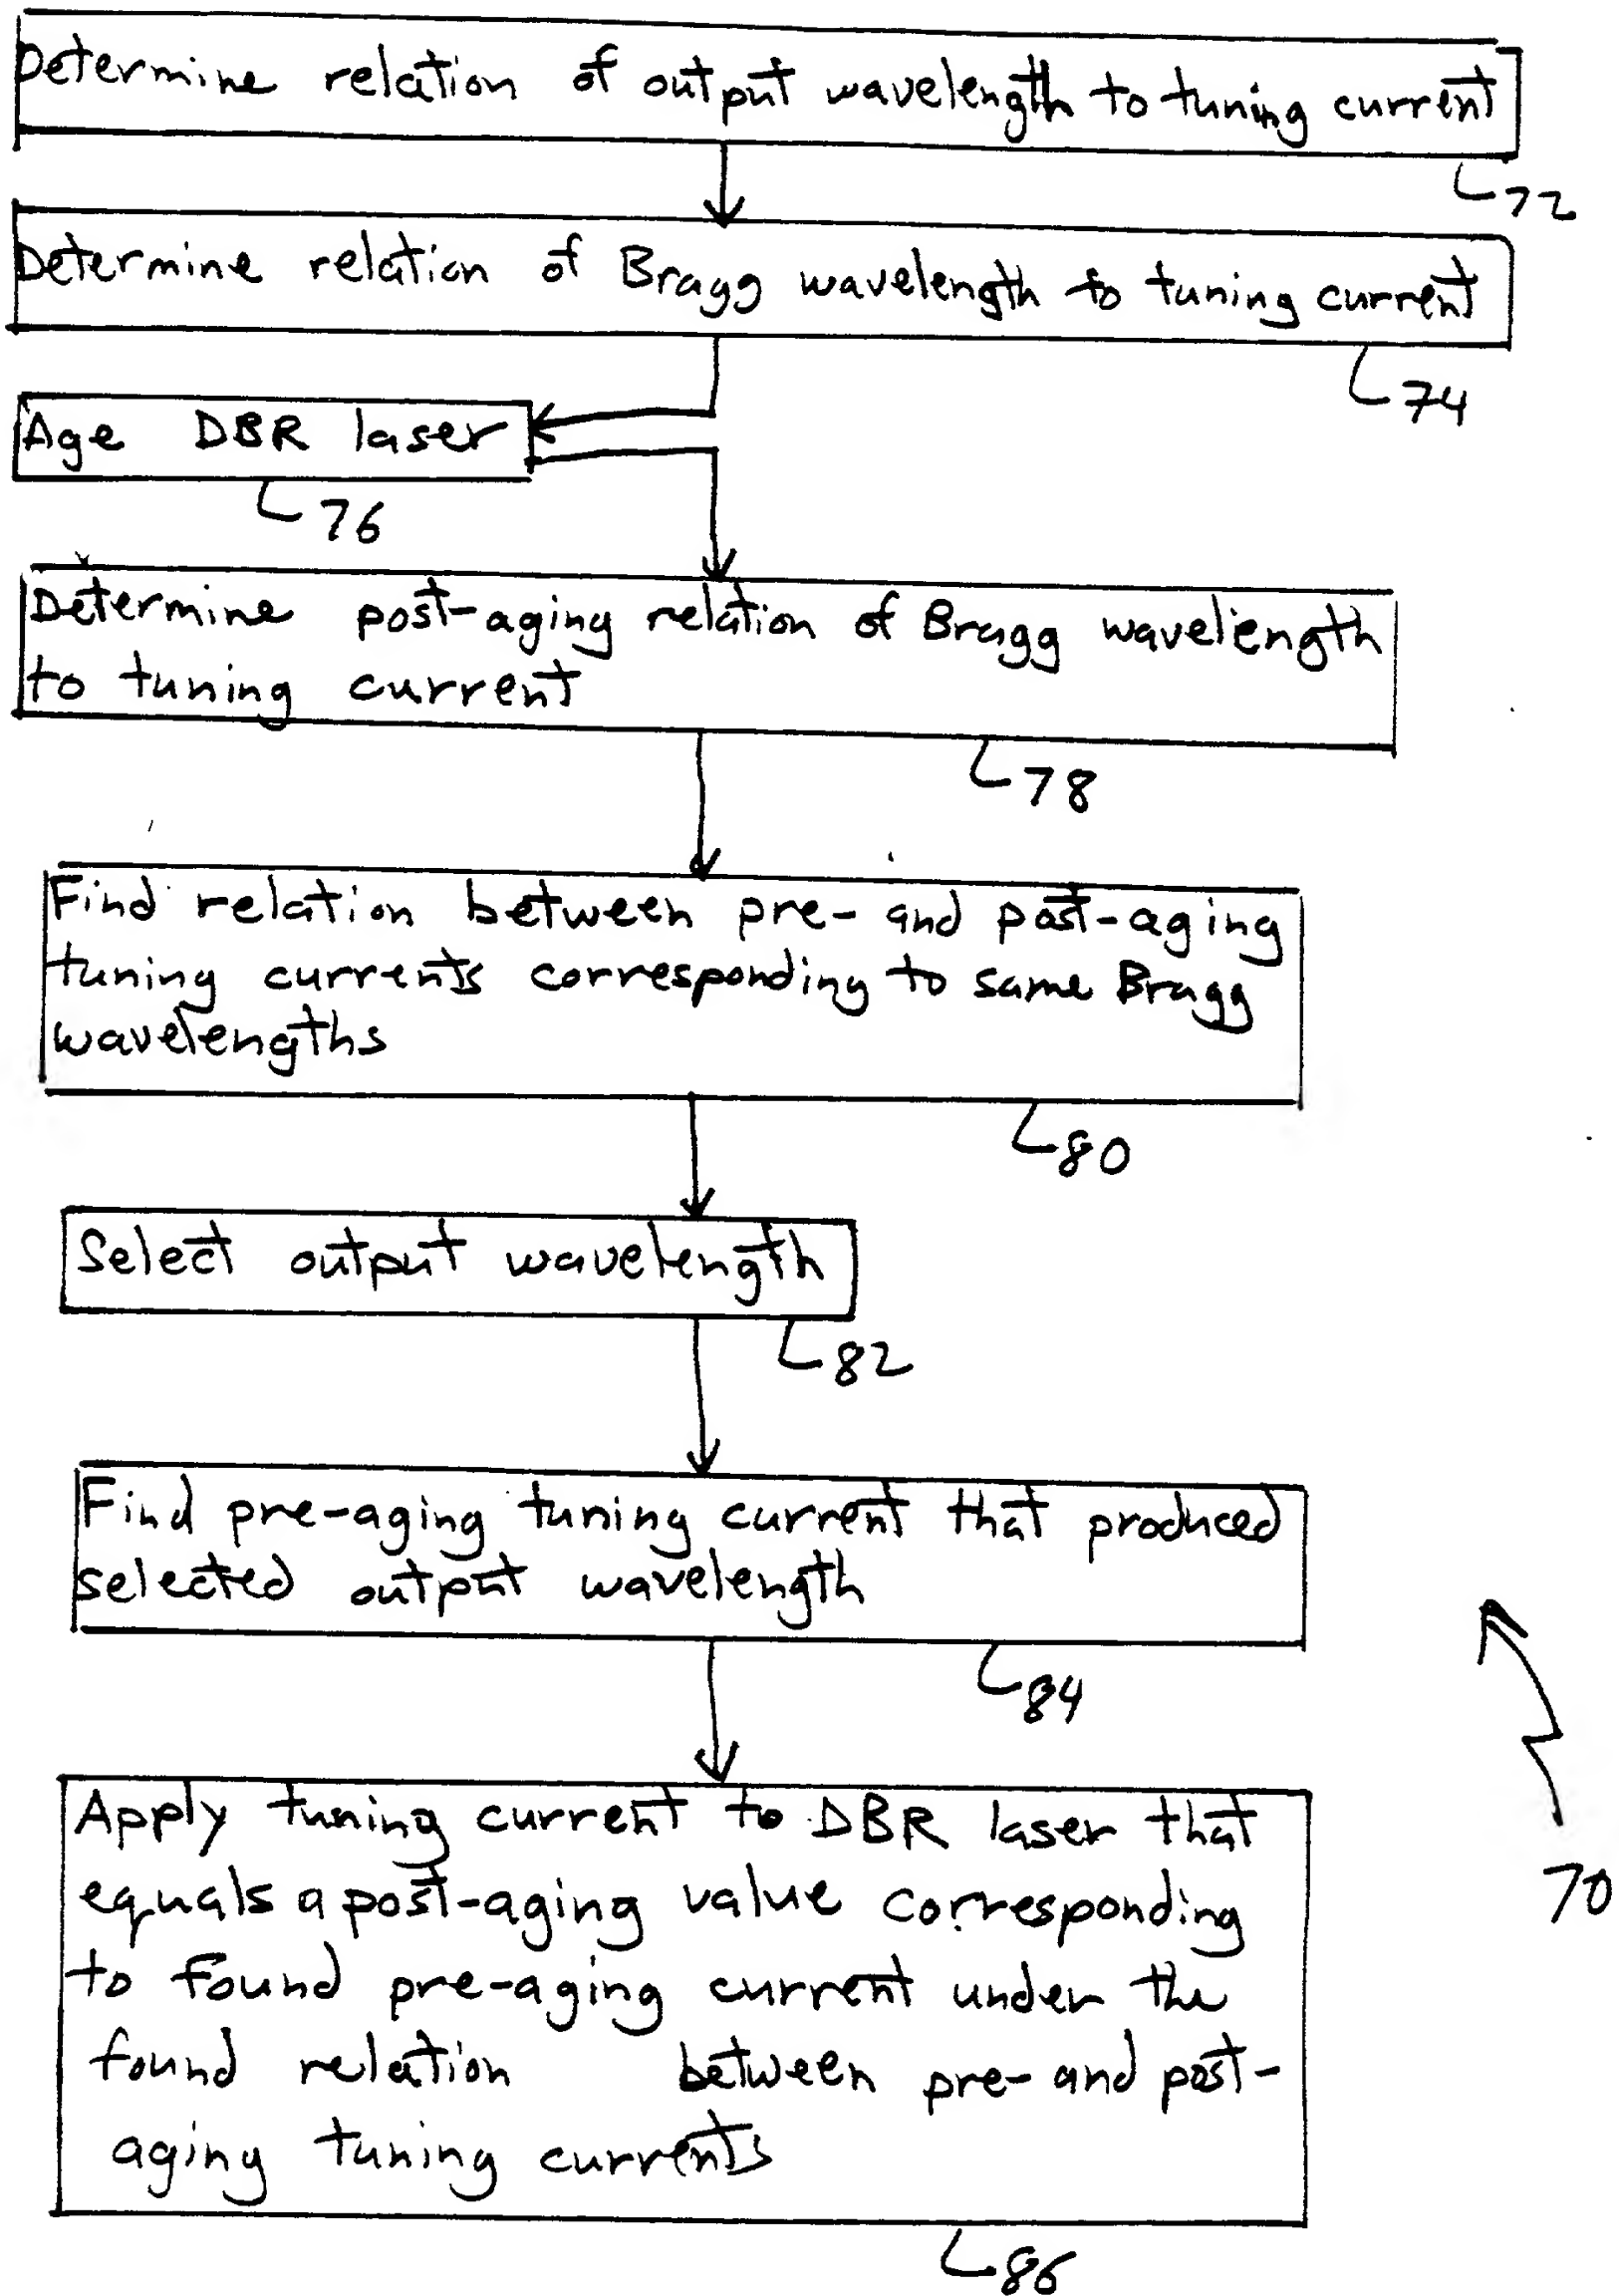 Determine relation of output wavelength to tuning current
72
Determine relation of Bragg wavelength to tuning current
74
Age DBR laser
76
Determine post-aging relation of Bragg wavelength
to tuning current
78
Find relation between pre- and post-aging
tuning currents corresponding to same Bragg
wavelengths
80
Select output wavelength
82
Find pre-aging tuning current that produced
selected output wavelength
84
Apply tuning current to DBR laser that
equals a post-aging value corresponding
to found pre-aging current under the
found relation between pre- and post-
aging tuning currents
86
70